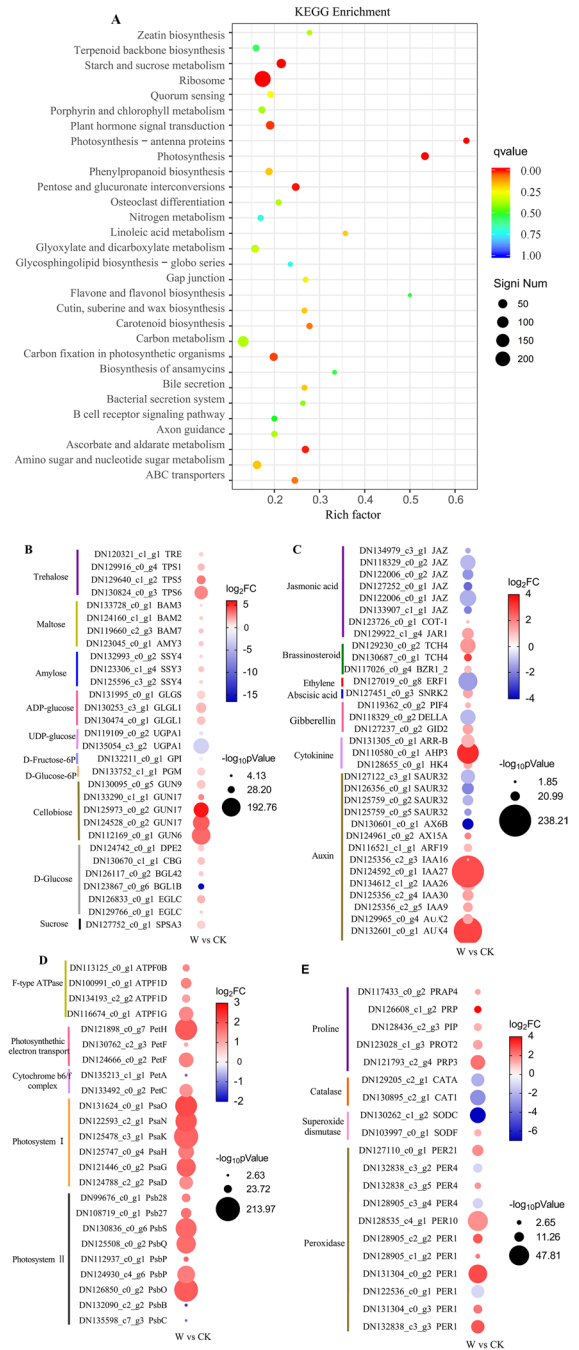 KEGG Enrichment
A
Zeatin biosynthesis
Terpenoid backbone biosynthesis
Starch and sucrose metabolism
Ribosome
Quorum sensing
Porphyrin and chlorophyll metabolism
Plant hormone signal transduction
Photosynthesis − antenna proteins
Photosynthesis
Phenylpropanoid biosynthesis
Pentose and glucuronate interconversions
Osteoclast differentiation
Nitrogen metabolism
Linoleic acid metabolism
Glyoxylate and dicarboxylate metabolism
Glycosphingolipid biosynthesis − globo series
Gap junction
Flavone and flavonol biosynthesis
Cutin, suberine and wax biosynthesis
Carotenoid biosynthesis
Carbon metabolism
Carbon fixation in photosynthetic organisms
Biosynthesis of ansamycins
Bile secretion
Bacterial secretion system
B cell receptor signaling pathway
Axon guidance
Ascorbate and aldarate metabolism
Amino sugar and nucleotide sugar metabolism
ABC transporters
0.2 0.3 0.4 0.5 0.6
Rich factor
qvalue
0.00
0.25
0.50
0.75
1.00
Signi Num
50
100
150
200
B
DN120321_c1_g1 TRE
DN129916_c0_g4 TPS1
Trehalose
DN129640_c1_g2 TPS5
DN130824_c0_g3 TPS6
DN133728_c0_g1 BAM3
DN124160_c1_g1 BAM2
Maltose
DN119660_c2_g3 BAM7
DN123045_c0_g1 AMY3
DN132993_c0_g2 SSY4
Amylose
DN123306_c1_g4 SSY3
DN125596_c3_g2 SSY4
DN131995_c0_g1 GLGS
ADP-glucose
DN130253_c3_g1 GLGL1
DN130474_c0_g1 GLGL1
DN119109_c0_g2 UGPA1
UDP-glucose
DN135054_c3_g2 UGPA1
D-Fructose-6P
DN132211_c0_g1 GPI
D-Glucose-6P
DN133752_c1_g1 PGM
DN130095_c0_g5 GUN9
DN133290_c1_g1 GUN17
Cellobiose
DN125973_c0_g2 GUN17
DN124528_c0_g2 GUN17
DN112169_c0_g1 GUN6
DN124742_c0_g1 DPE2
DN130670_c1_g1 CBG
D-Glucose
DN126117_c0_g2 BGL42
DN123867_c0_g6 BGL1B
DN126833_c0_g1 EGLC
DN129766_c0_g1 EGLC
Sucrose
DN127752_c0_g1 SPSA3
W vs CK
log2FC
5
0
-5
-10
-15
-log10pValue
4.13
28.20
192.76
C
DN134979_c3_g1 JAZ
DN118329_c0_g2 JAZ
DN122006_c0_g2 JAZ
Jasmonic acid
DN127252_c0_g1 JAZ
DN122006_c0_g1 JAZ
DN133907_c1_g1 JAZ
DN123726_c0_g1 COT-1
DN129922_c1_g4 JAR1
DN129230_c0_g2 TCH4
Brassinosteroid
DN130687_c0_g1 TCH4
DN117026_c0_g4 BZR1_2
Ethylene
DN127019_c0_g8 ERF1
Abscisic acid
DN127451_c0_g3 SNRK2
DN119362_c0_g2 PIF4
Gibberellin
DN118329_c0_g2 DELLA
DN127237_c0_g2 GID2
DN131305_c0_g1 ARR-B
Cytokinine
DN110580_c0_g1 AHP3
DN128655_c0_g1 HK4
DN127122_c3_g1 SAUR32
DN126356_c0_g1 SAUR32
DN125759_c0_g2 SAUR32
DN125759_c0_g5 SAUR32
DN130601_c0_g1 AX6B
DN124961_c0_g2 AX15A
Auxin
DN116521_c1_g1 ARF19
DN125356_c2_g3 IAA16
DN124592_c0_g1 IAA27
DN134612_c1_g2 IAA26
DN125356_c2_g4 IAA30
DN125356_c2_g5 IAA9
DN129965_c0_g4 AUX2
DN132601_c0_g1 AUX4
W vs CK
log2FC
4
2
0
-2
-4
-log10pValue
1.85
20.99
238.21
D
DN113125_c0_g1 ATPF0B
F-type ATPase
DN100991_c0_g1 ATPF1D
DN134193_c2_g2 ATPF1D
DN116674_c0_g1 ATPF1G
DN121898_c0_g7 PetH
Photosynthethic
electron transport
DN130762_c2_g3 PetF
DN124666_c0_g2 PetF
Cytochrome b6/f
complex
DN135213_c1_g1 PetA
DN133492_c0_g2 PetC
DN131624_c0_g1 PsaO
DN122593_c2_g1 PsaN
Photosystem Ⅰ
DN125478_c3_g1 PsaK
DN125747_c0_g4 PsaH
DN121446_c0_g2 PsaG
DN124788_c2_g2 PsaD
DN99676_c0_g1 Psb28
DN108719_c0_g1 Psb27
DN130836_c0_g6 PsbS
DN125508_c0_g2 PsbQ
Photosystem Ⅱ
DN112937_c0_g1 PsbP
DN124930_c4_g6 PsbP
DN126850_c0_g2 PsbO
DN132090_c2_g2 PsbB
DN135598_c7_g3 PsbC
W vs CK
log2FC
3
2
1
0
-1
-2
-log10pValue
2.63
23.72
213.97
E
DN117433_c0_g2 PRAP4
DN126608_c1_g2 PRP
Proline
DN128436_c2_g3 PIP
DN123028_c1_g3 PROT2
DN121793_c2_g4 PRP3
Catalase
DN129205_c2_g1 CATA
DN130895_c2_g1 CAT1
Superoxide
dismutase
DN130262_c1_g2 SODC
DN103997_c0_g1 SODF
DN127110_c0_g1 PER21
DN132838_c3_g2 PER4
DN132838_c3_g5 PER4
DN128905_c3_g4 PER4
DN128535_c4_g1 PER10
Peroxidase
DN128905_c2_g2 PER1
DN128905_c1_g2 PER1
DN131304_c0_g2 PER1
DN122536_c0_g1 PER1
DN131304_c0_g3 PER1
DN132838_c3_g3 PER1
W vs CK
log2FC
4
2
0
-2
-4
-6
-log10pValue
2.65
11.26
47.81